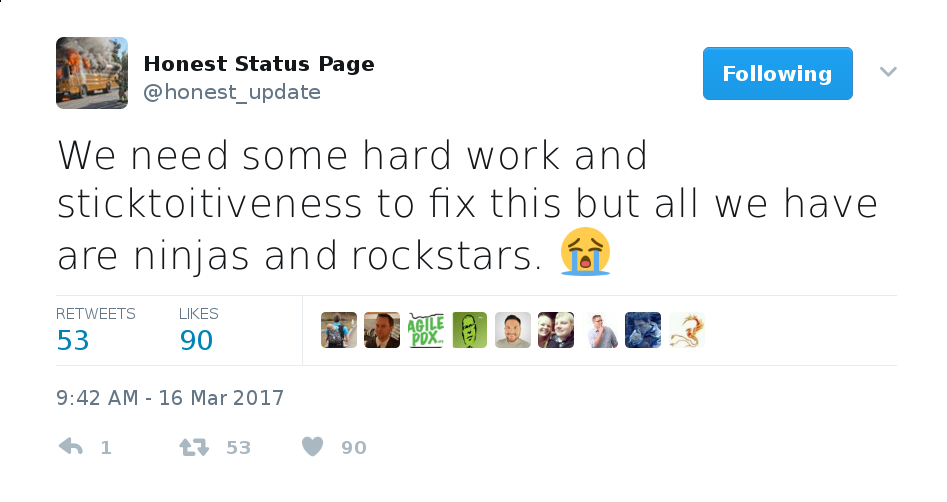 Honest Status Page
@honest_update
Following
We need some hard work and
sticktoitiveness to fix this but all we have
are ninjas and rockstars. 😭
RETWEETS LIKES
53 90
AGILE
PDX
9:42 AM - 16 Mar 2017
1 53 90